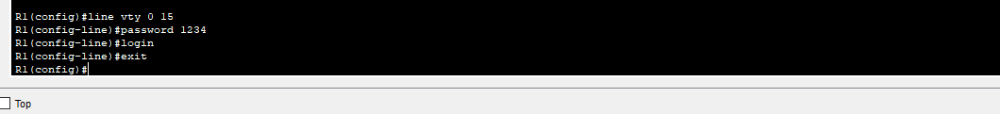 R1(config)#line vty 0 15
R1(config-line)#password 1234
R1(config-line)#login
R1(config-line)#exit
R1(config)#
Top